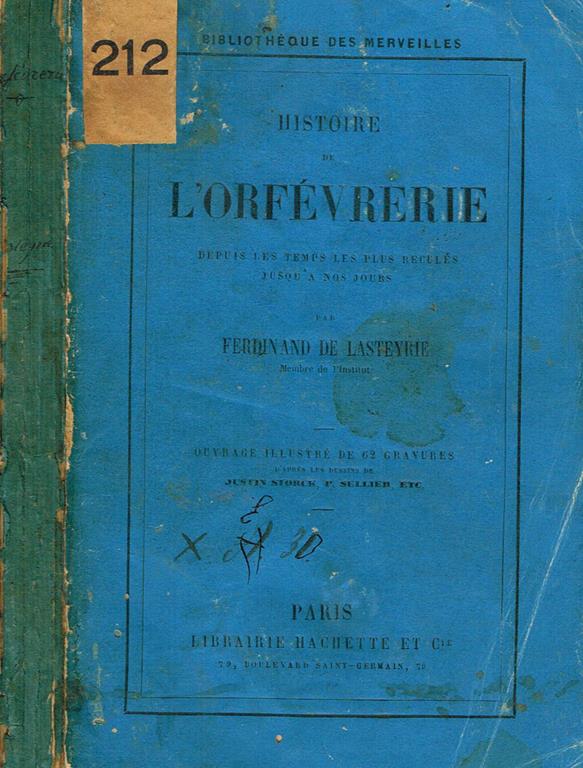 212
BIBLIOTHÈQUE DES MERVEILLES
HISTOIRE
DE
L'ORFÉVRERIE
DEPUIS LES TEMPS LES PLUS RECULÉS
JUSQU'A NOS JOURS
PAR
FERDINAND DE LASTEYRIE
Membre de l'Institut
OUVRAGE ILLUSTRÉ DE 62 GRAVURES
D'APRÈS LES DESSINS DE
JUSTIN STORCK, P. SELLIER, ETC.
X. 30
PARIS
LIBRAIRIE HACHETTE ET Cie
79, BOULEVARD SAINT-GERMAIN, 79